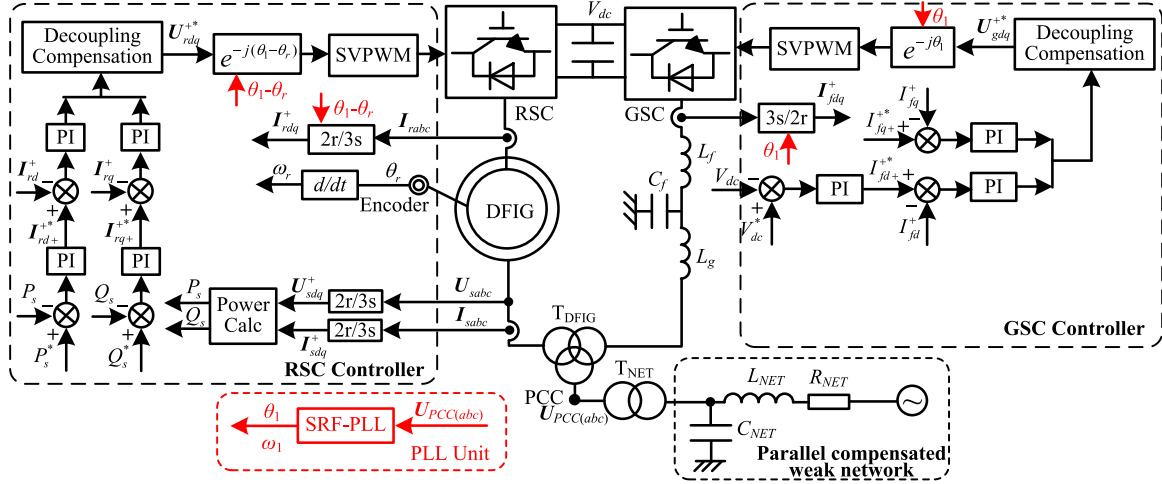 Decoupling
Compensation
U⁺*rdq
e^−j(θ1−θr)
SVPWM
θ1-θr
θ1-θr
I⁺rdq
2r/3s
Irabc
ωr
d/dt
θr
Encoder
PI
PI
I⁺rd
I⁺rq
−
−
+
+
I⁺*rd+
I⁺*rq+
PI
PI
Ps
Qs
−
−
+
+
P*s
Q*s
Ps
Qs
Power
Calc
U⁺sdq
2r/3s
Usabc
I⁺sdq
2r/3s
Isabc
RSC Controller
Vdc
RSC
GSC
DFIG
Lf
Cf
Lg
TDFIG
TNET
PCC
UPCC(abc)
SVPWM
θ1
e^−jθ1
U⁺*gdq
Decoupling
Compensation
3s/2r
I⁺fdq
θ1
I⁺fq
I⁺*fq+
−
+
PI
Vdc
−
+
V*dc
PI
I⁺*fd+
+
−
I⁺fd
PI
GSC Controller
LNET
RNET
CNET
Parallel compensated
weak network
θ1
ω1
SRF-PLL
UPCC(abc)
PLL Unit